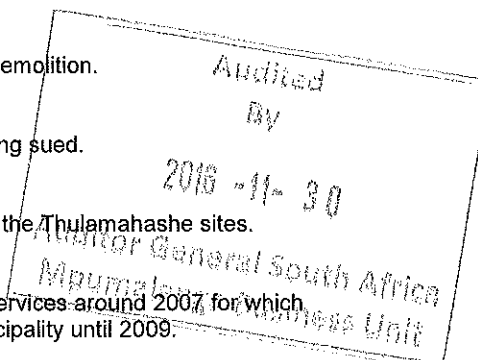 emolition.
Audited
By
ng sued.
2016 -11- 30
the Thulamahashe sites.
Auditor General South Africa
Mpumalanga Business Unit
ervices around 2007 for which
cipality until 2009.